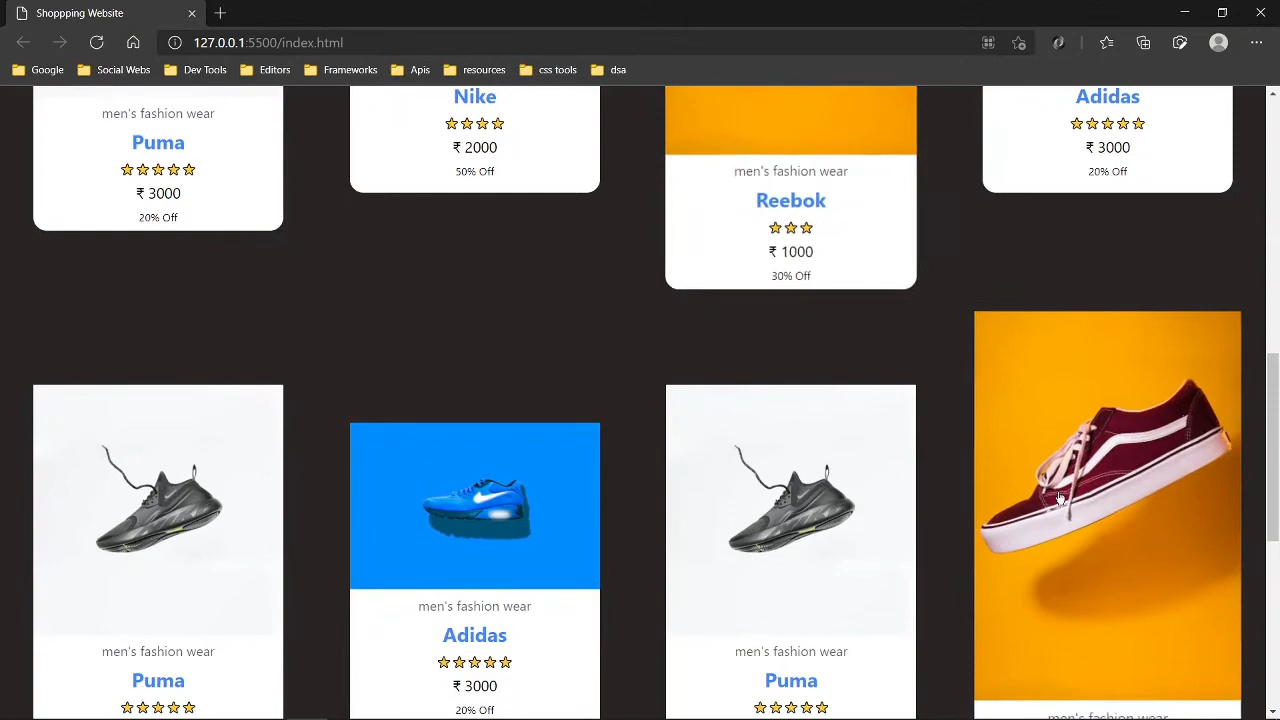 Shoppping Website
127.0.0.1:5500/index.html
Google Social Webs Dev Tools Editors Frameworks Apis resources css tools dsa
men's fashion wear
Puma
₹ 3000
20% Off
Nike
₹ 2000
50% Off
men's fashion wear
Reebok
₹ 1000
30% Off
Adidas
₹ 3000
20% Off
men's fashion wear
Puma
men's fashion wear
Adidas
₹ 3000
20% Off
men's fashion wear
Puma
men's fashion wear